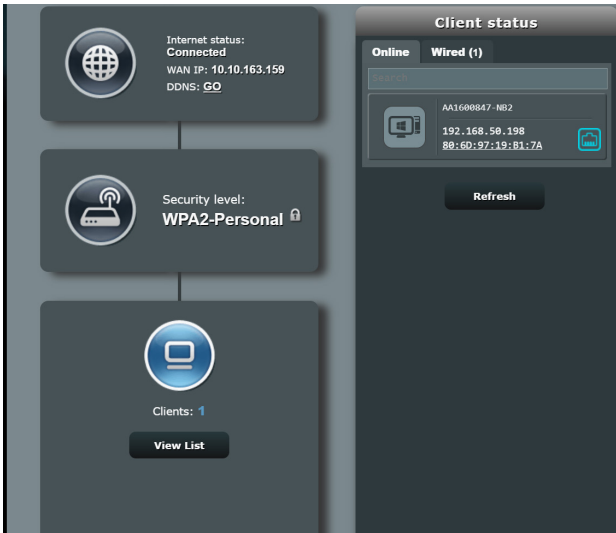 Internet status:
Connected
WAN IP: 10.10.163.159
DDNS: GO
Security level:
WPA2-Personal
Clients: 1
View List
Client status
Online Wired (1)
Search
AA1600847-NB2
192.168.50.198
80:6D:97:19:B1:7A
Refresh